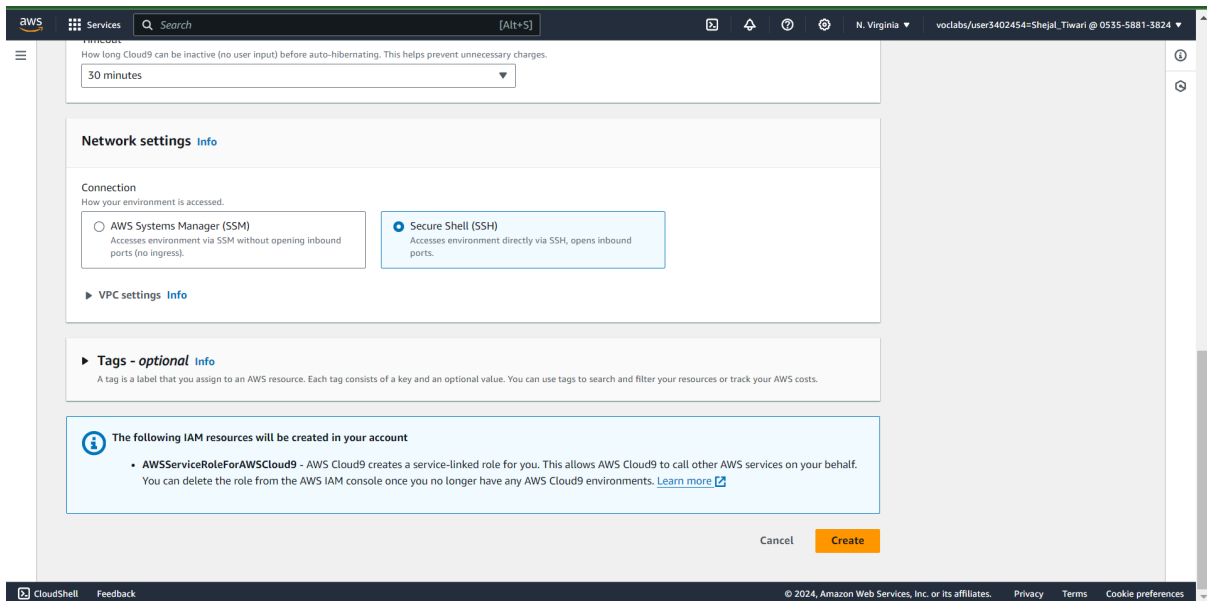 aws
Services
Search
[Alt+S]
N. Virginia
voclabs/user3402454=Shejal_Tiwari @ 0535-5881-3824
How long Cloud9 can be inactive (no user input) before auto-hibernating. This helps prevent unnecessary charges.
30 minutes
Network settings Info
Connection
How your environment is accessed.
AWS Systems Manager (SSM)
Accesses environment via SSM without opening inbound
ports (no ingress).
Secure Shell (SSH)
Accesses environment directly via SSH, opens inbound
ports.
VPC settings Info
Tags - optional Info
A tag is a label that you assign to an AWS resource. Each tag consists of a key and an optional value. You can use tags to search and filter your resources or track your AWS costs.
The following IAM resources will be created in your account
• AWSServiceRoleForAWSCloud9 - AWS Cloud9 creates a service-linked role for you. This allows AWS Cloud9 to call other AWS services on your behalf.
You can delete the role from the AWS IAM console once you no longer have any AWS Cloud9 environments. Learn more
Cancel
Create
CloudShell
Feedback
© 2024, Amazon Web Services, Inc. or its affiliates.
Privacy
Terms
Cookie preferences